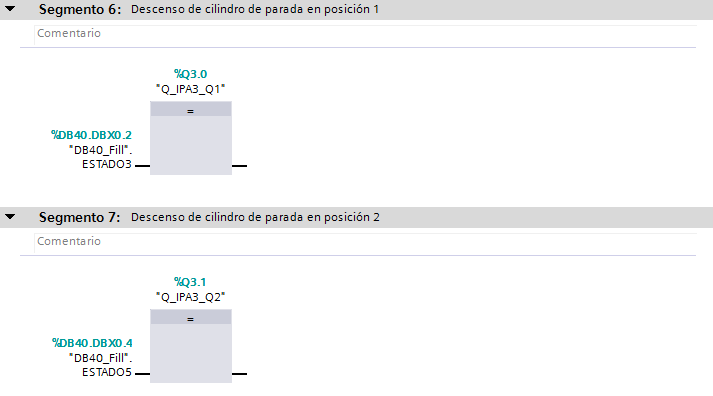 Segmento 6: Descenso de cilindro de parada en posición 1
Comentario
%Q3.0
"Q_IPA3_Q1"
=
%DB40.DBX0.2
"DB40_Fill".
ESTADO3
Segmento 7: Descenso de cilindro de parada en posición 2
Comentario
%Q3.1
"Q_IPA3_Q2"
=
%DB40.DBX0.4
"DB40_Fill".
ESTADO5